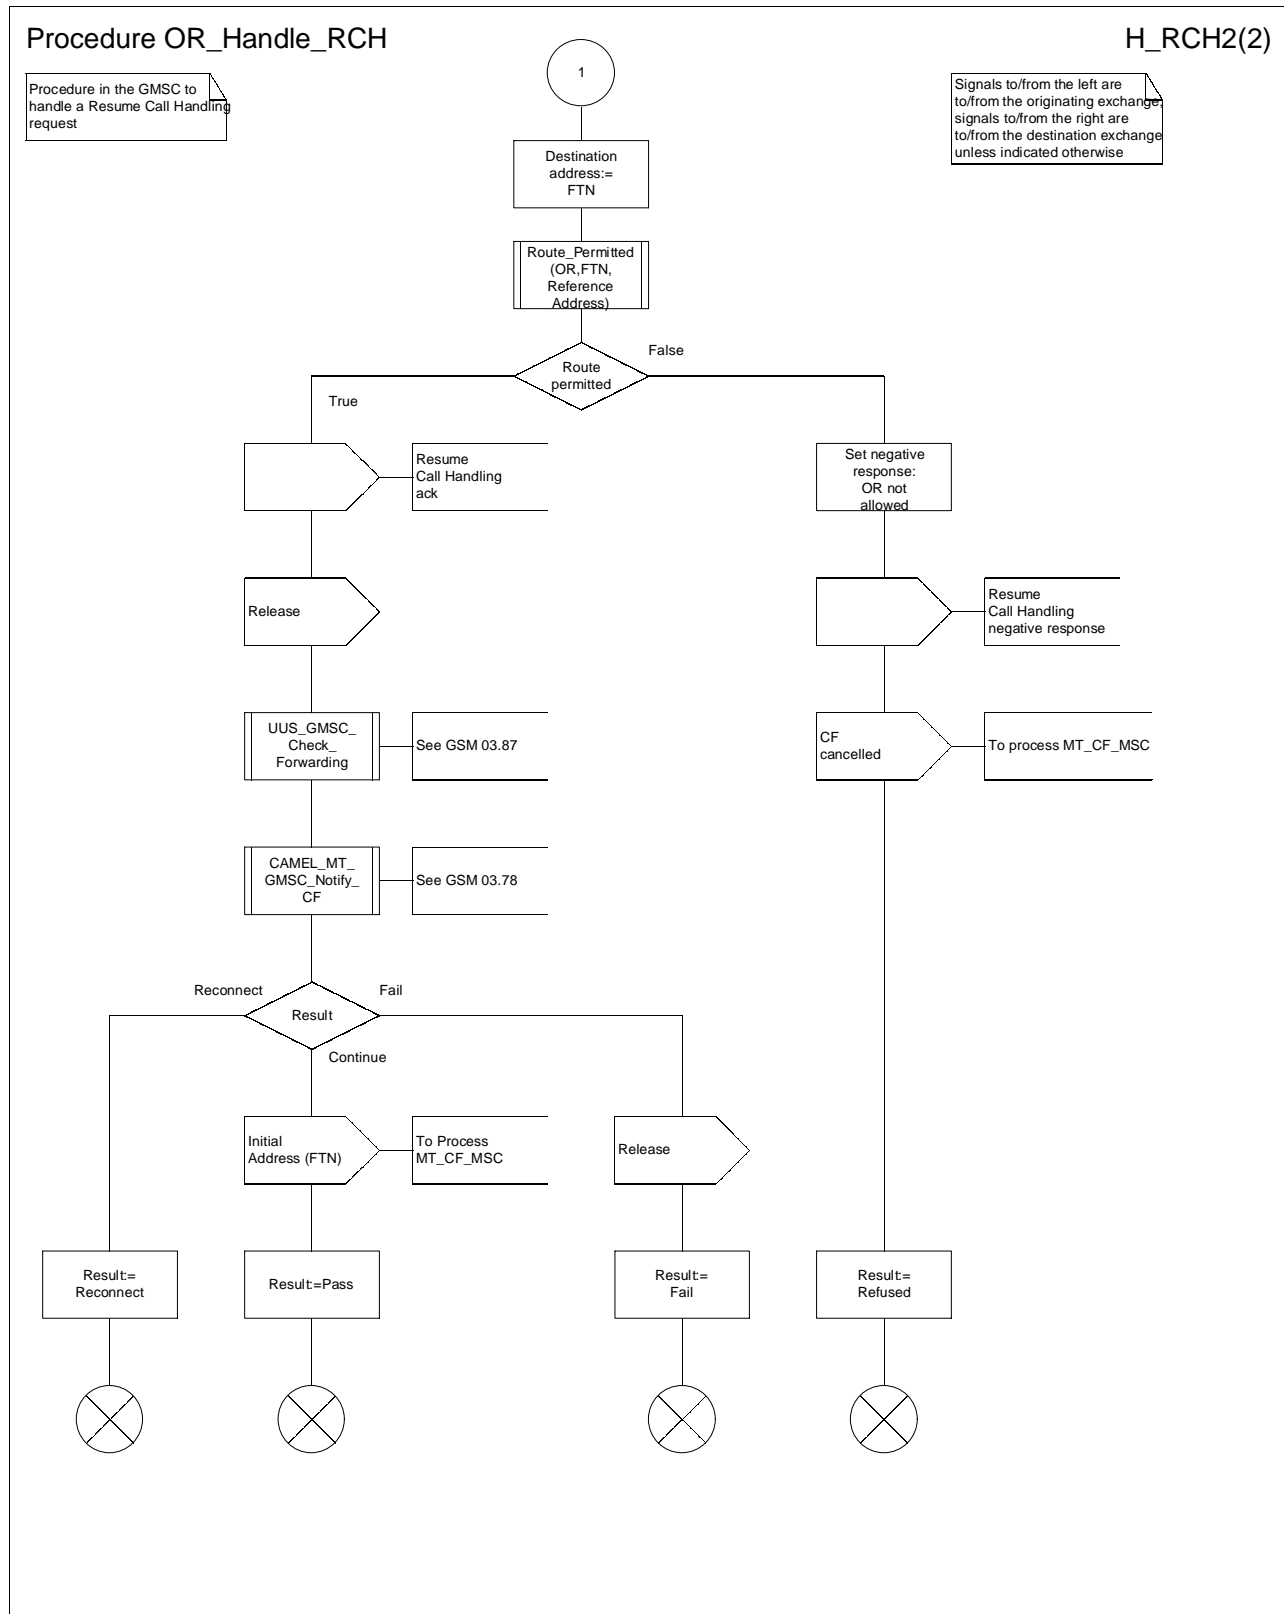 Procedure OR_Handle_RCH
H_RCH2(2)
Procedure in the GMSC to
handle a Resume Call Handling
request
1
Signals to/from the left are
to/from the originating exchange;
signals to/from the right are
to/from the destination exchange
unless indicated otherwise
Destination
address:=
FTN
Route_Permitted
(OR,FTN,
Reference
Address)
Route
permitted
False
True
Resume
Call Handling
ack
Set negative
response:
OR not
allowed
Release
Resume
Call Handling
negative response
UUS_GMSC_
Check_
Forwarding
See GSM 03.87
CF
cancelled
To process MT_CF_MSC
CAMEL_MT_
GMSC_Notify_
CF
See GSM 03.78
Reconnect
Fail
Result
Continue
Initial
Address (FTN)
To Process
MT_CF_MSC
Release
Result:=
Reconnect
Result:=Pass
Result:=
Fail
Result:=
Refused